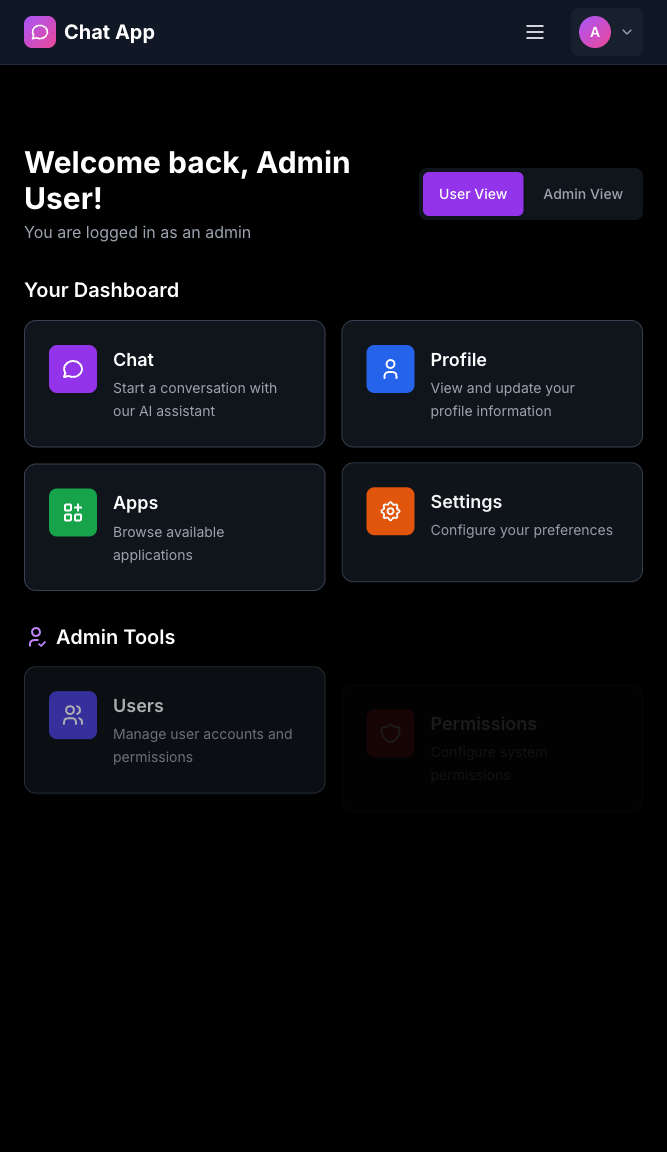 Chat App
A
Welcome back, Admin
User!
You are logged in as an admin
User View
Admin View
Your Dashboard
Chat
Start a conversation with
our AI assistant
Profile
View and update your
profile information
Apps
Browse available
applications
Settings
Configure your preferences
Admin Tools
Users
Manage user accounts and
permissions
Permissions
Configure system
permissions